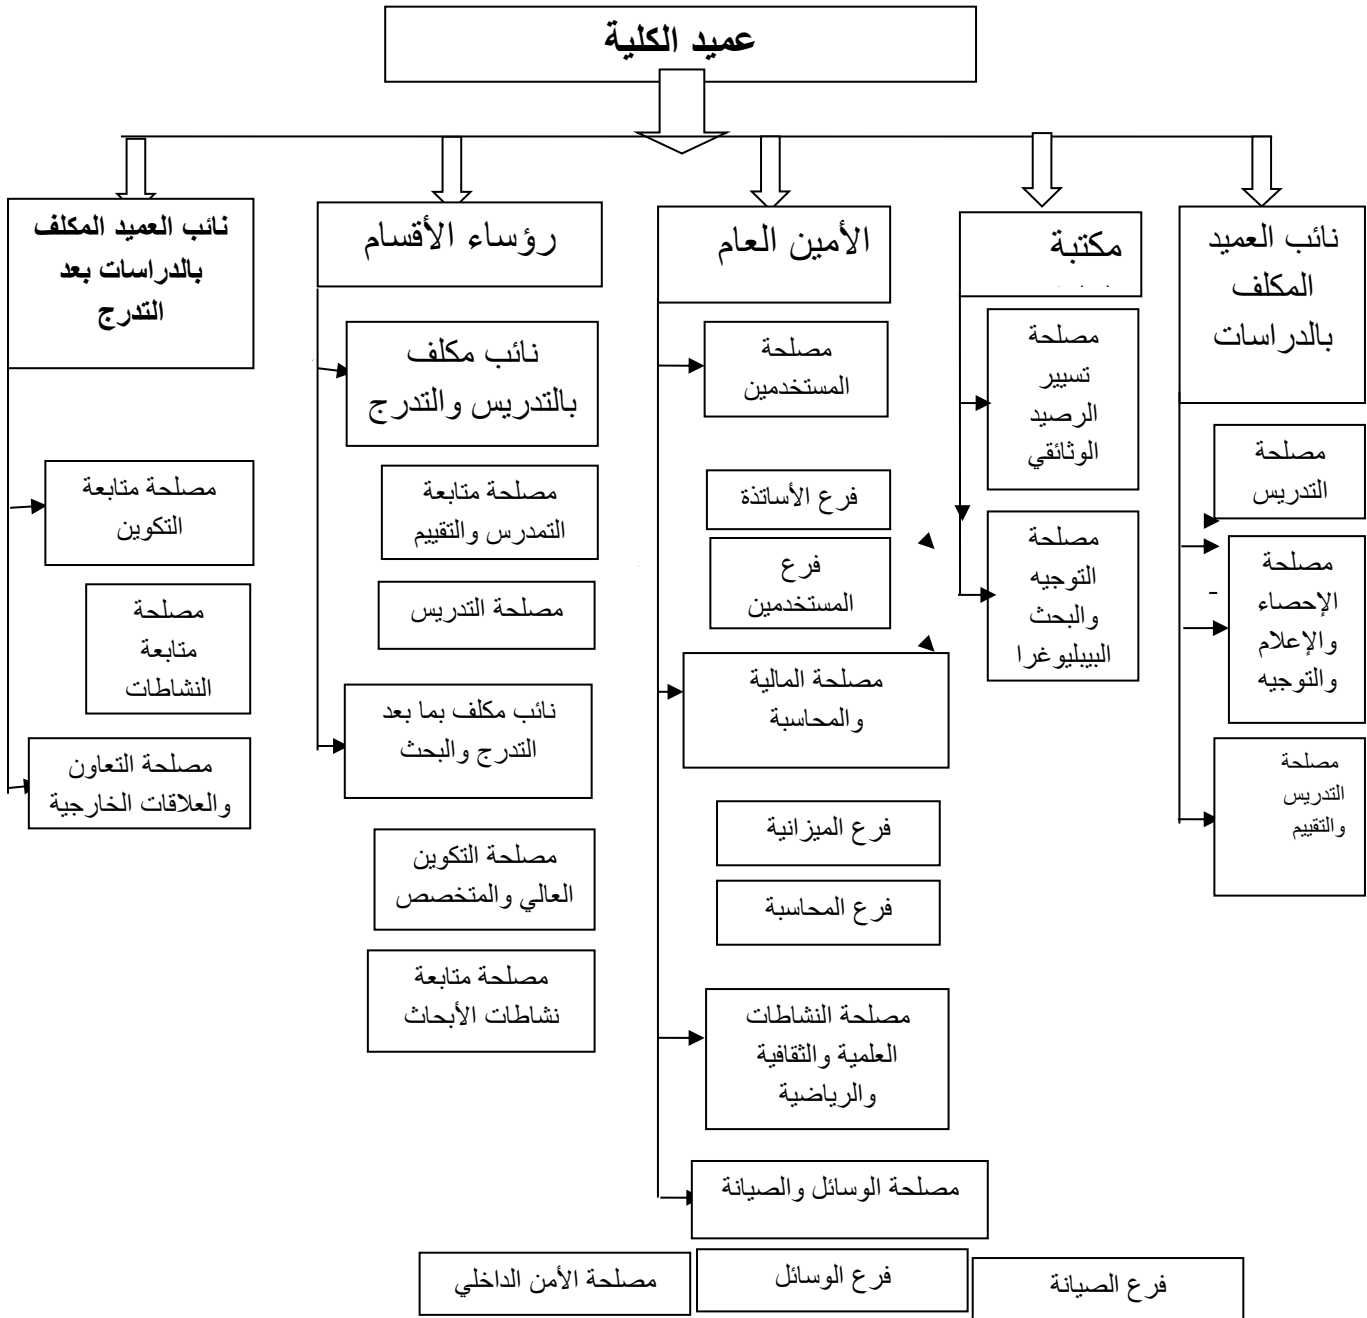 عميد الكلية
نائب العميد
المكلف
بالدراسات
مصلحة
التدريس
مصلحة
الإحصاء
والإعلام
والتوجيه
-
مصلحة
التدريس
والتقييم
مكتبة
مصلحة
تسيير
الرصيد
الوثائقي
مصلحة
التوجيه
والبحث
الببليوغرا
الأمين العام
مصلحة
المستخدمين
فرع الأساتذة
فرع
المستخدمين
مصلحة المالية
والمحاسبة
فرع الميزانية
فرع المحاسبة
مصلحة النشاطات
العلمية والثقافية
والرياضية
مصلحة الوسائل والصيانة
فرع الصيانة
فرع الوسائل
مصلحة الأمن الداخلي
رؤساء الأقسام
نائب مكلف
بالتدريس والتدرج
مصلحة متابعة
التمدرس والتقييم
مصلحة التدريس
نائب مكلف بما بعد
التدرج والبحث
مصلحة التكوين
العالي والمتخصص
مصلحة متابعة
نشاطات الأبحاث
نائب العميد المكلف
بالدراسات بعد
التدرج
مصلحة متابعة
التكوين
مصلحة
متابعة
النشاطات
مصلحة التعاون
والعلاقات الخارجية